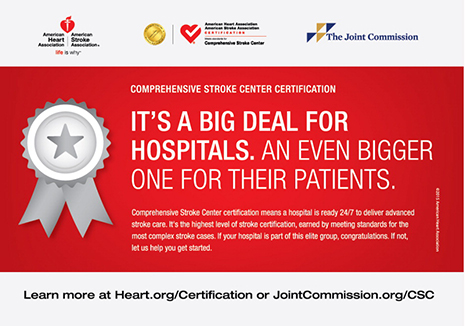 American Heart Association
American Stroke Association®
life is why™
American Heart Association
American Stroke Association
CERTIFICATION
Comprehensive Stroke Center
The Joint Commission
COMPREHENSIVE STROKE CENTER CERTIFICATION
IT'S A BIG DEAL FOR
HOSPITALS. AN EVEN BIGGER
ONE FOR THEIR PATIENTS.
Comprehensive Stroke Center certification means a hospital is ready 24/7 to deliver advanced
stroke care. It's the highest level of stroke certification, earned by meeting standards for the
most complex stroke cases. If your hospital is part of this elite group, congratulations. If not,
let us help you get started.
American Heart Association
Learn more at Heart.org/Certification or JointCommission.org/CSC